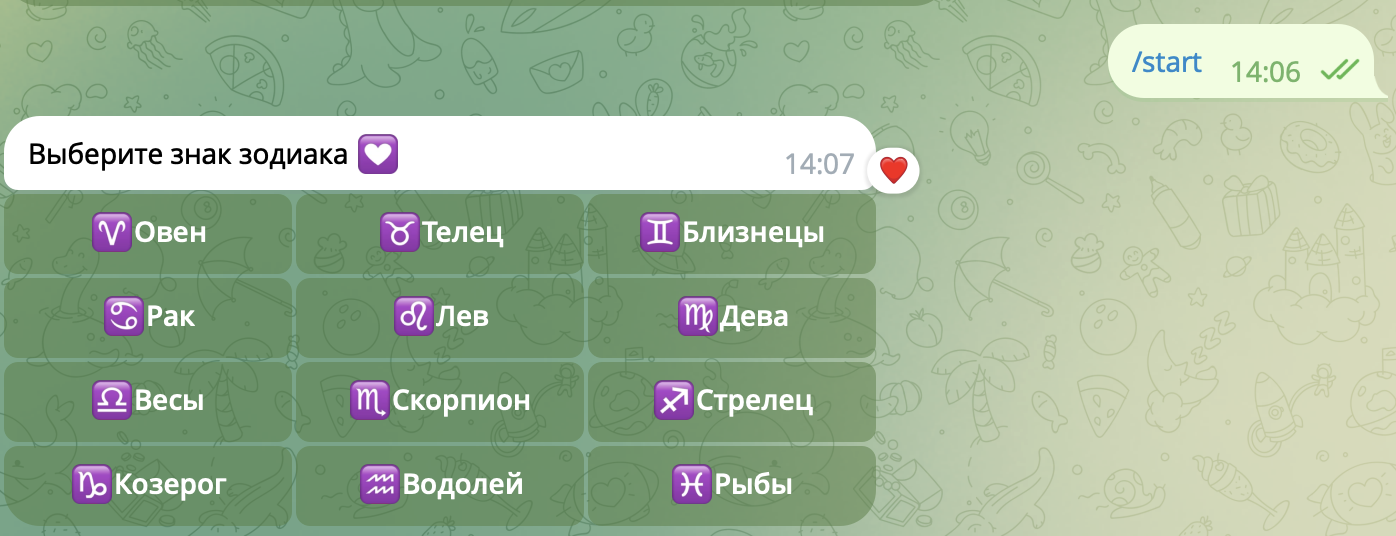 /start 14:06
Выберите знак зодиака 💟 14:07
♈Овен ♉Телец ♊Близнецы
♋Рак ♌Лев ♍Дева
♎Весы ♏Скорпион ♐Стрелец
♑Козерог ♒Водолей ♓Рыбы